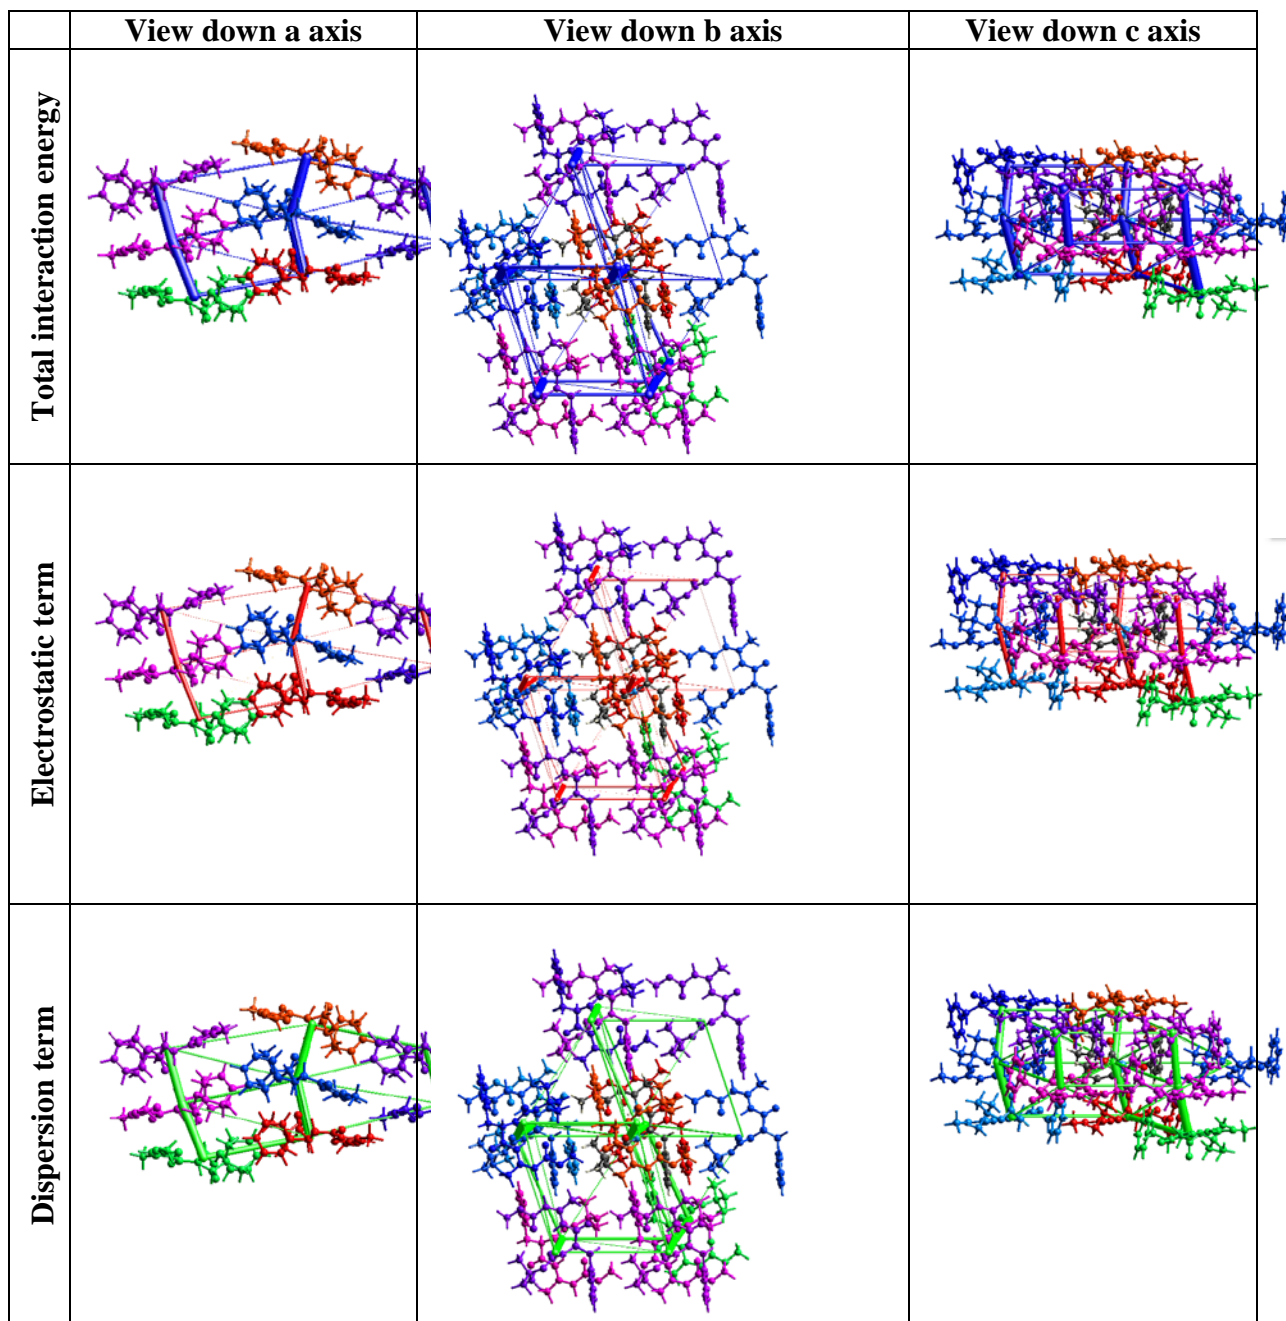 View down a axis
View down b axis
View down c axis
Total interaction energy
Electrostatic term
Dispersion term